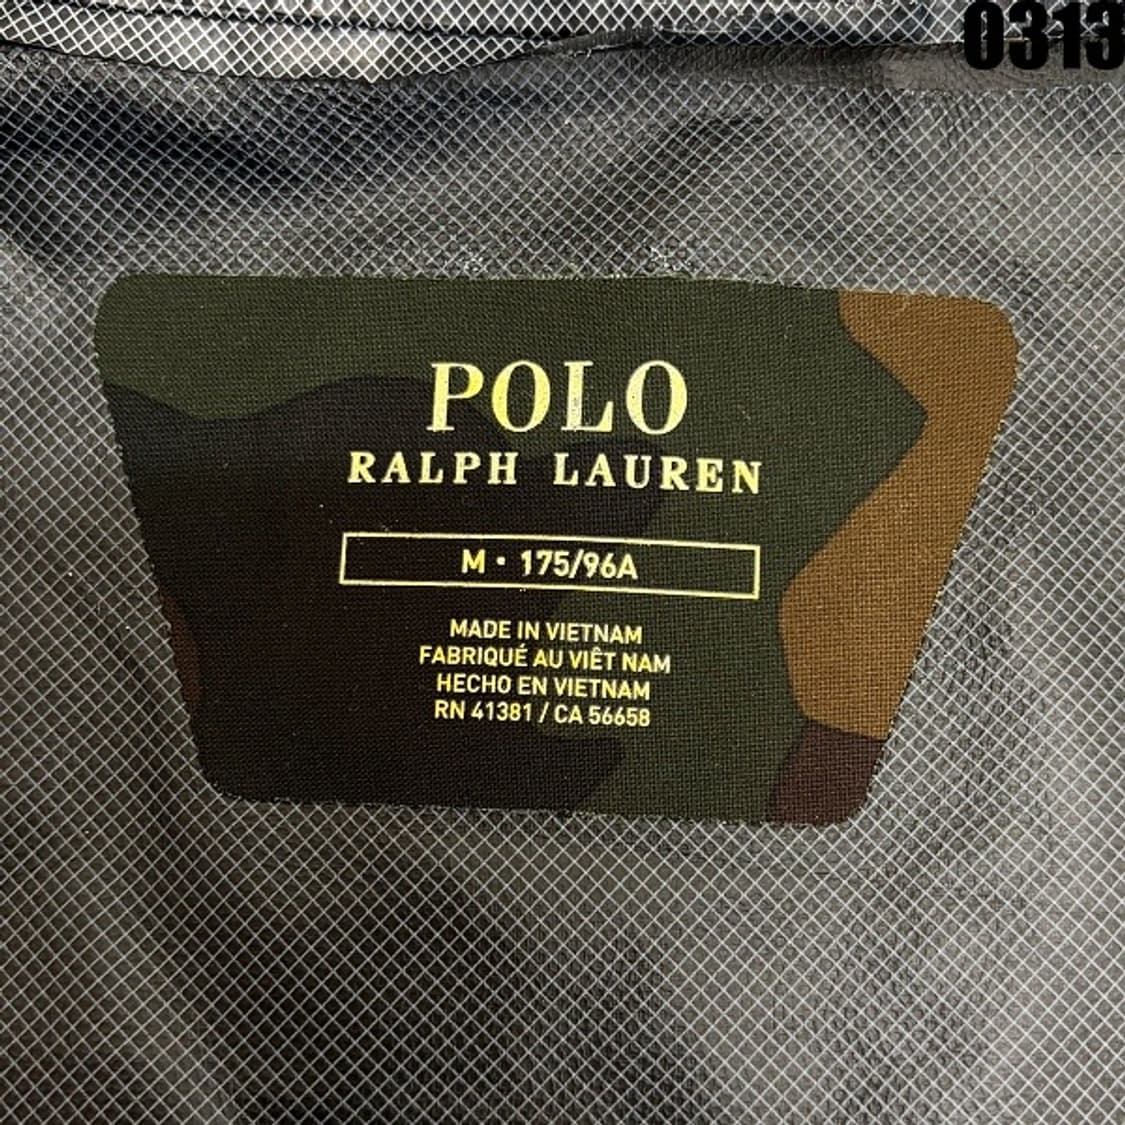 0313
POLO
RALPH LAUREN
M • 175/96A
MADE IN VIETNAM
FABRIQUÉ AU VIÊT NAM
HECHO EN VIETNAM
RN 41381 / CA 56658